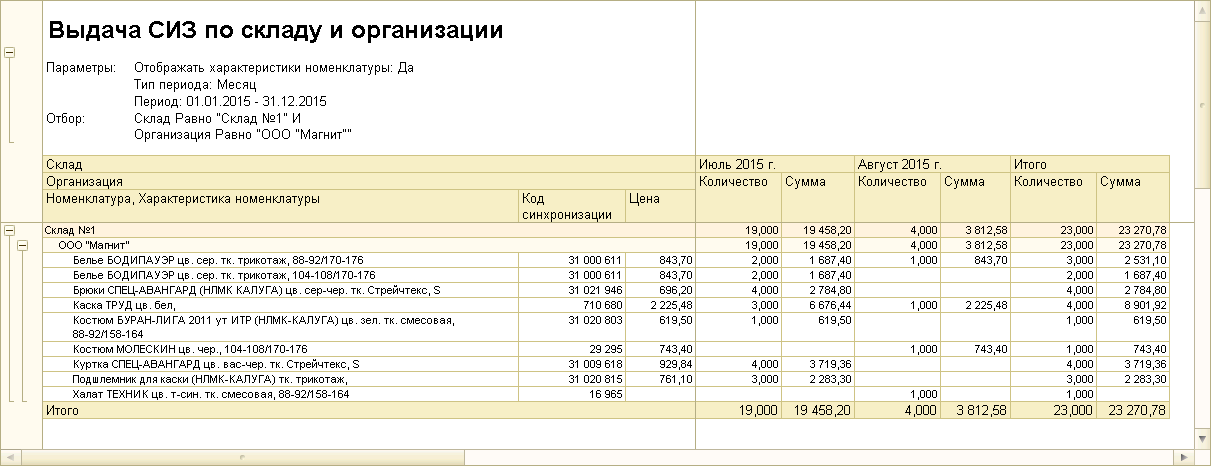 Выдача СИЗ по складу и организации
Параметры: Отображать характеристики номенклатуры: Да
Тип периода: Месяц
Период: 01.01.2015 - 31.12.2015
Отбор: Склад Равно "Склад №1" И
Организация Равно "ООО "Магнит""
Склад Июль 2015 г. Август 2015 г. Итого
Организация Количество Сумма Количество Сумма Количество Сумма
Номенклатура, Характеристика номенклатуры Код синхронизации Цена
Склад №1 19,000 19 458,20 4,000 3 812,58 23,000 23 270,78
ООО "Магнит" 19,000 19 458,20 4,000 3 812,58 23,000 23 270,78
Белье БОДИПАУЭР цв. сер. тк. трикотаж, 88-92/170-176 31 000 611 843,70 2,000 1 687,40 1,000 843,70 3,000 2 531,10
Белье БОДИПАУЭР цв. сер. тк. трикотаж, 104-108/170-176 31 000 611 843,70 2,000 1 687,40 2,000 1 687,40
Брюки СПЕЦ-АВАНГАРД (НЛМК КАЛУГА) цв. сер-чер. тк. Стрейчтекс, S 31 021 946 696,20 4,000 2 784,80 4,000 2 784,80
Каска ТРУД цв. бел, 710 680 2 225,48 3,000 6 676,44 1,000 2 225,48 4,000 8 901,92
Костюм БУРАН-ЛИГА 2011 ут ИТР (НЛМК-КАЛУГА) цв. зел. тк. смесовая, 31 020 803 619,50 1,000 619,50 1,000 619,50
88-92/158-164
Костюм МОЛЕСКИН цв. чер., 104-108/170-176 29 295 743,40 1,000 743,40 1,000 743,40
Куртка СПЕЦ-АВАНГАРД цв. вас-чер. тк. Стрейчтекс, S 31 009 618 929,84 4,000 3 719,36 4,000 3 719,36
Подшлемник для каски (НЛМК-КАЛУГА) тк. трикотаж, 31 020 815 761,10 3,000 2 283,30 3,000 2 283,30
Халат ТЕХНИК цв. т-син. тк. смесовая, 88-92/158-164 16 965 1,000 1,000
Итого 19,000 19 458,20 4,000 3 812,58 23,000 23 270,78